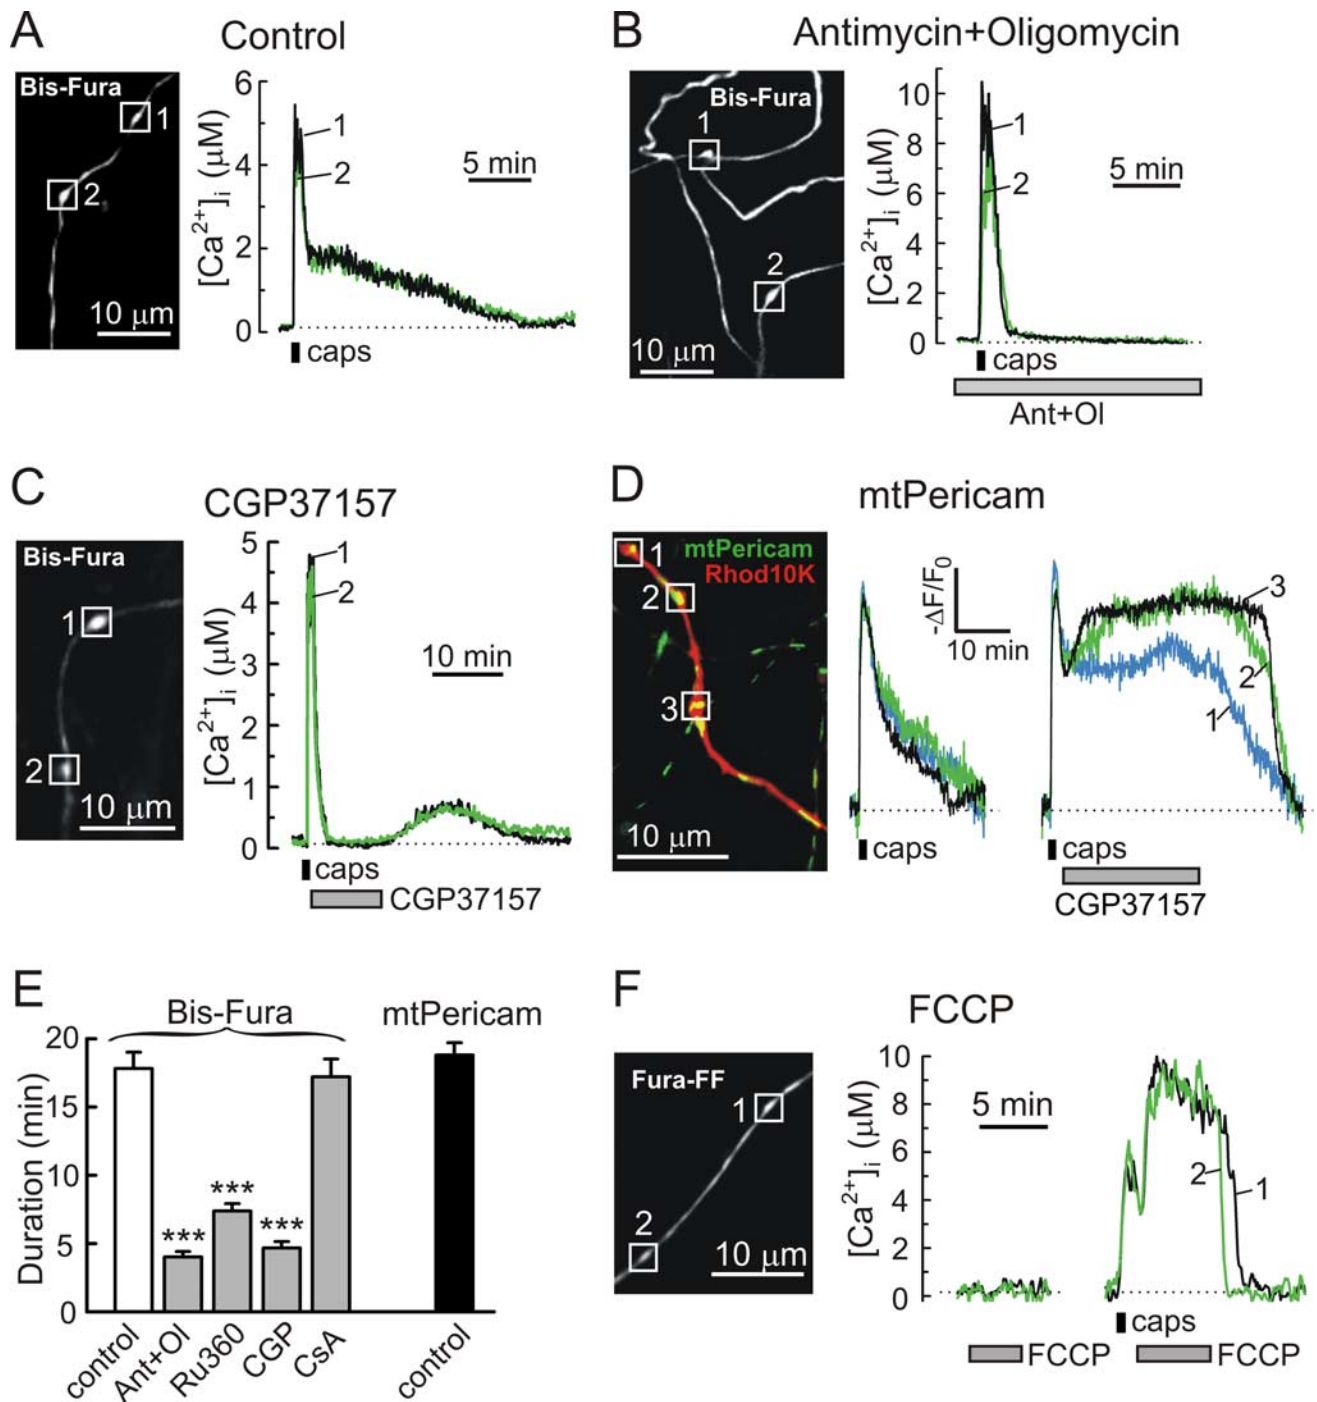 A
Control
Bis-Fura
1
2
10 µm
[Ca²⁺]ᵢ (µM)
6
4
2
0
1
2
5 min
caps
B
Antimycin+Oligomycin
Bis-Fura
1
2
10 µm
[Ca²⁺]ᵢ (µM)
10
8
6
4
2
0
1
2
5 min
caps
Ant+Ol
C
CGP37157
Bis-Fura
1
2
10 µm
[Ca²⁺]ᵢ (µM)
5
4
3
2
1
0
1
2
10 min
caps
CGP37157
D
mtPericam
mtPericam
Rhod10K
1
2
3
10 µm
-ΔF/F₀
10 min
3
2
1
caps
caps
CGP37157
E
Bis-Fura
mtPericam
Duration (min)
20
15
10
5
0
***
***
***
control
Ant+Ol
Ru360
CGP
CsA
control
F
FCCP
Fura-FF
1
2
10 µm
[Ca²⁺]ᵢ (µM)
10
8
6
4
2
0
5 min
2
1
caps
FCCP
FCCP